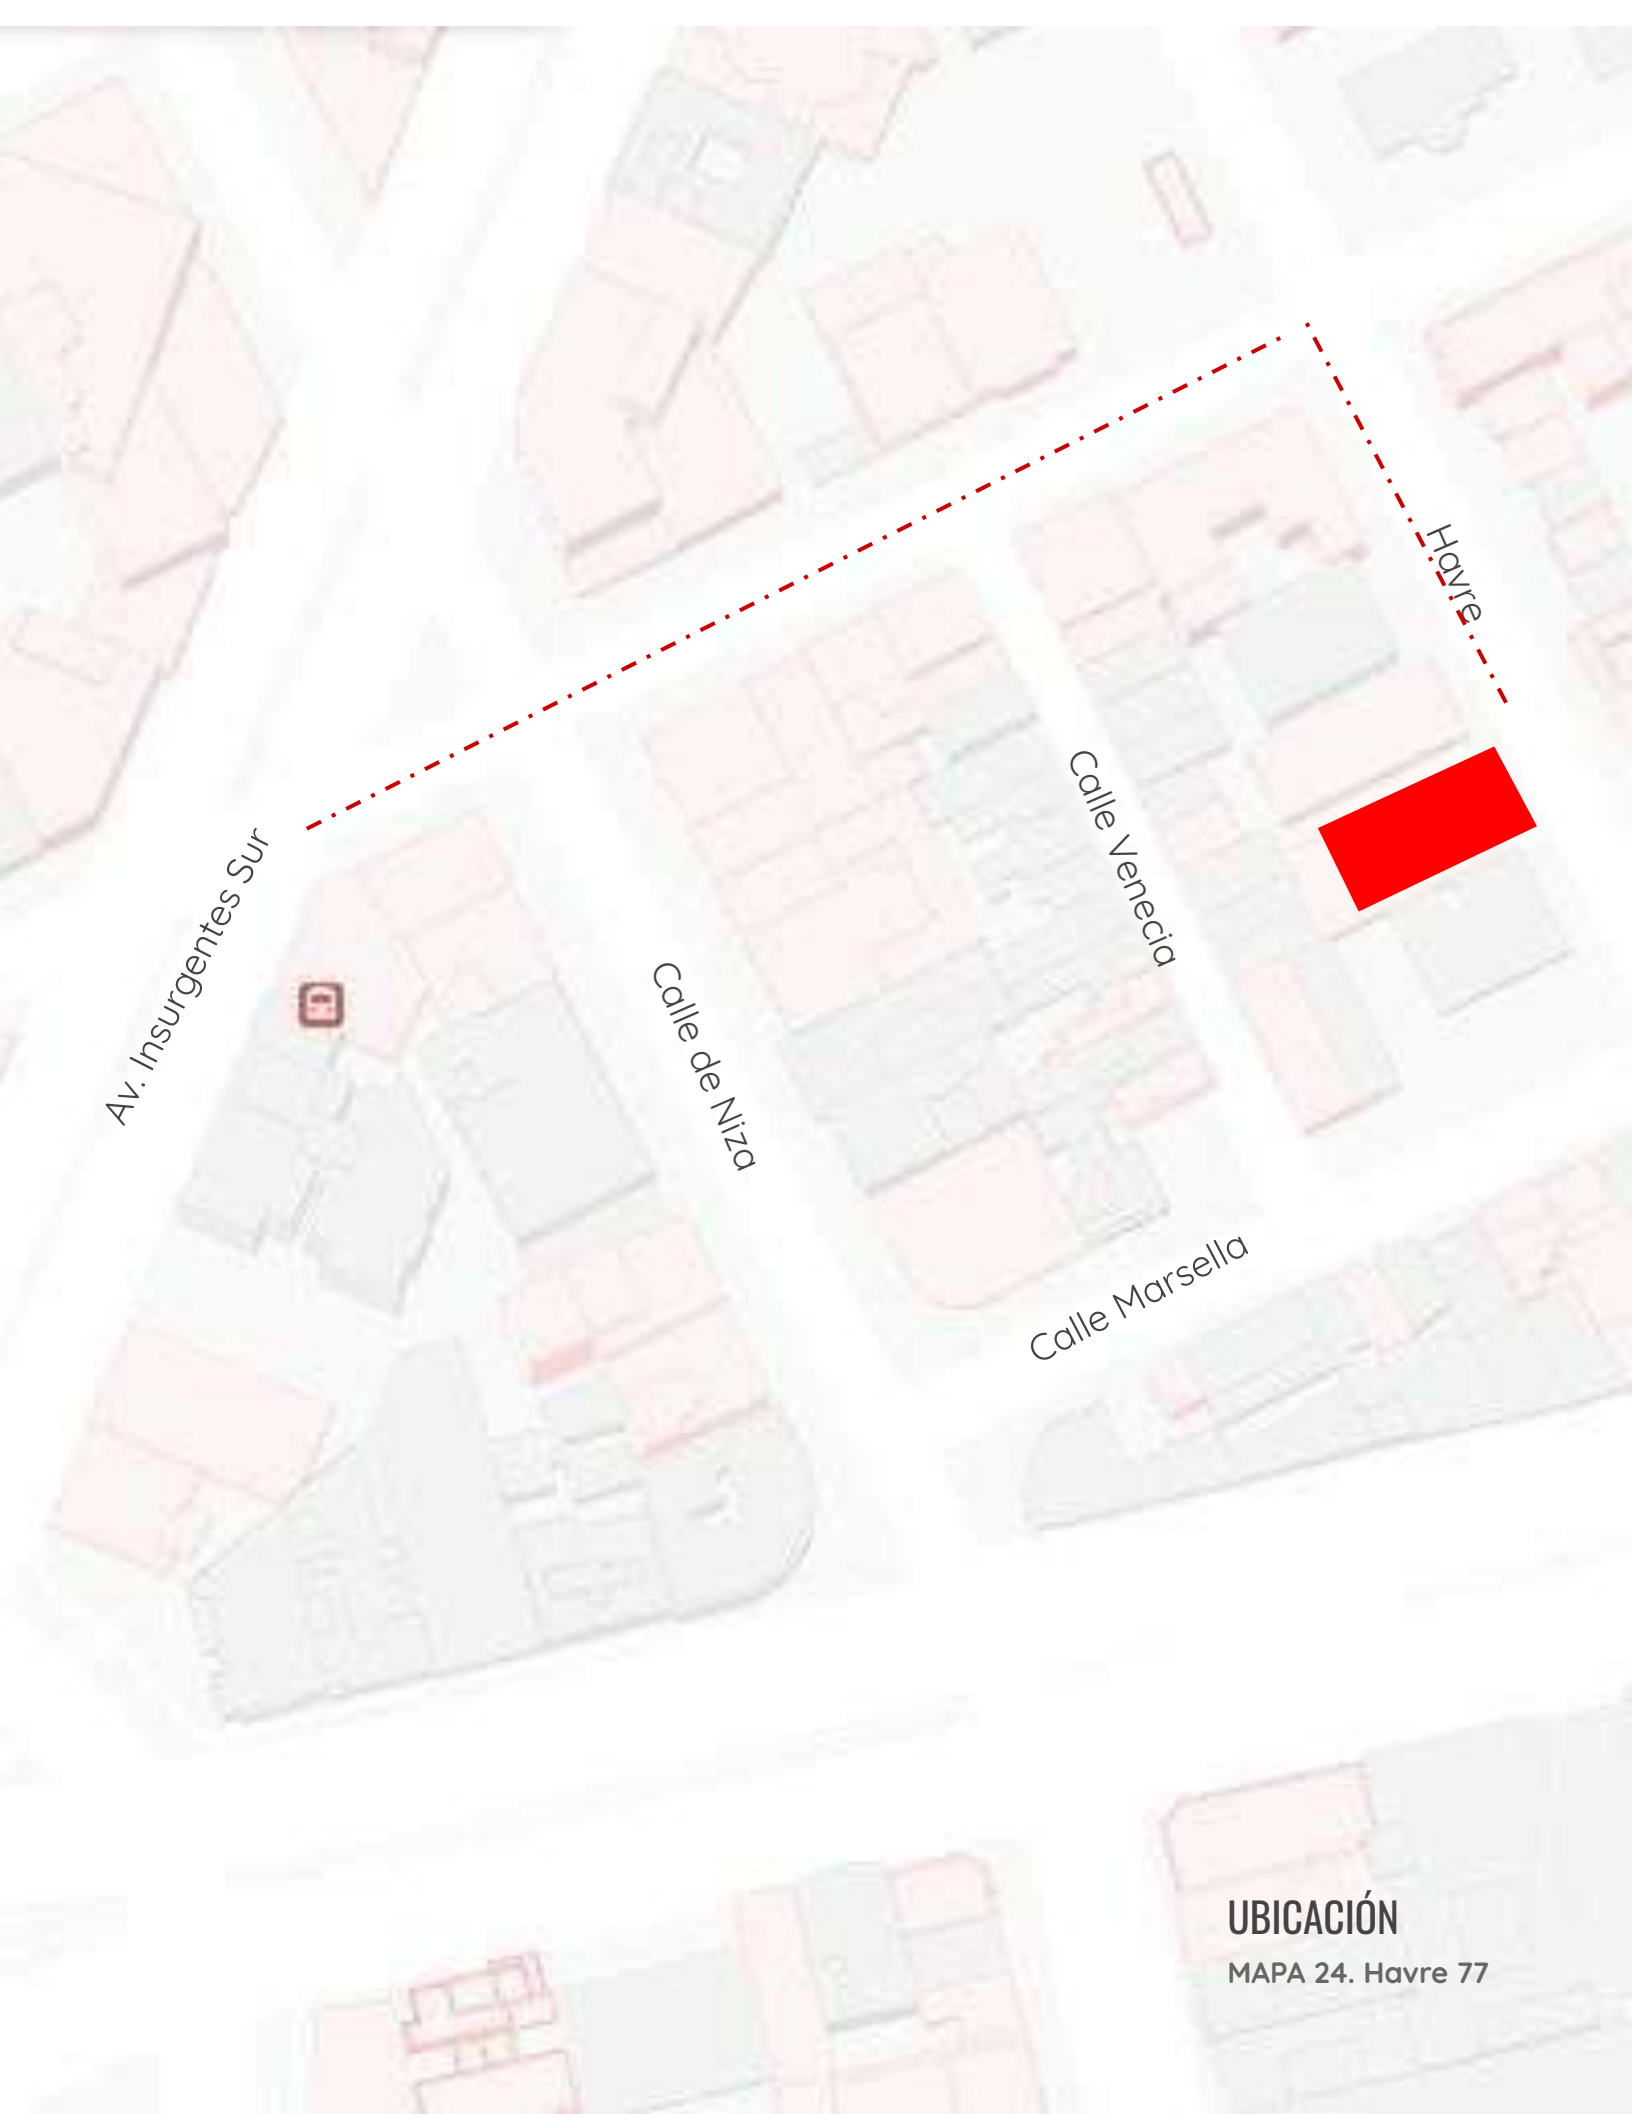 Havre
Calle Venecia
Av. Insurgentes Sur
Calle de Niza
Calle Marsella
UBICACIÓN
MAPA 24. Havre 77